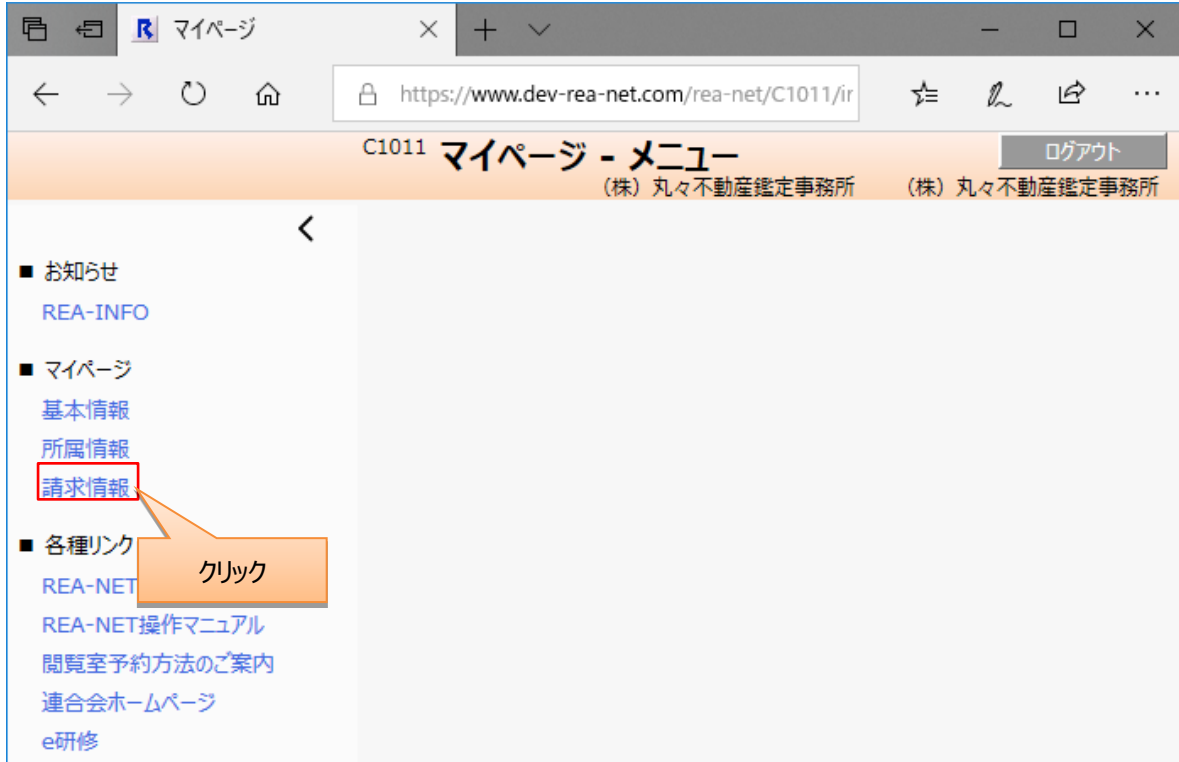 マイページ
https://www.dev-rea-net.com/rea-net/C1011/ir
C1011 マイページ - メニュー
ログアウト
(株)丸々不動産鑑定事務所 (株)丸々不動産鑑定事務所
■ お知らせ
REA-INFO
■ マイページ
基本情報
所属情報
請求情報
■ 各種リンク
クリック
REA-NET
REA-NET操作マニュアル
閲覧室予約方法のご案内
連合会ホームページ
e研修